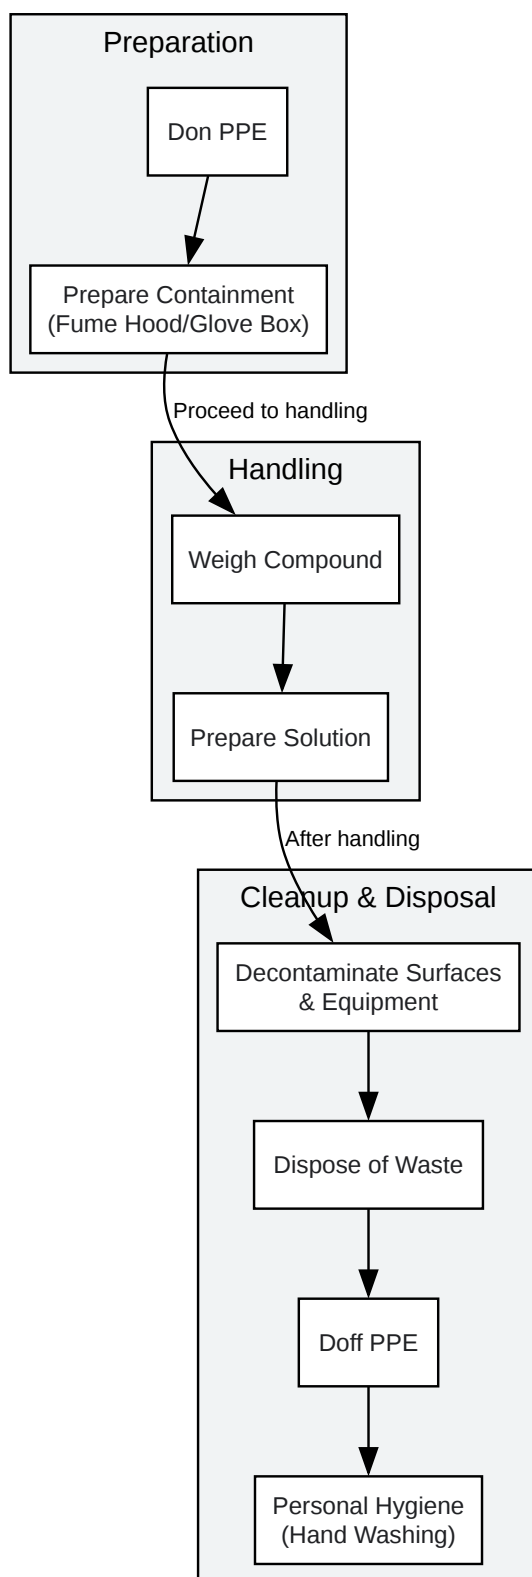 Preparation
Don PPE
Prepare Containment
(Fume Hood/Glove Box)
Proceed to handling
Handling
Weigh Compound
Prepare Solution
After handling
Cleanup & Disposal
Decontaminate Surfaces
& Equipment
Dispose of Waste
Doff PPE
Personal Hygiene
(Hand Washing)